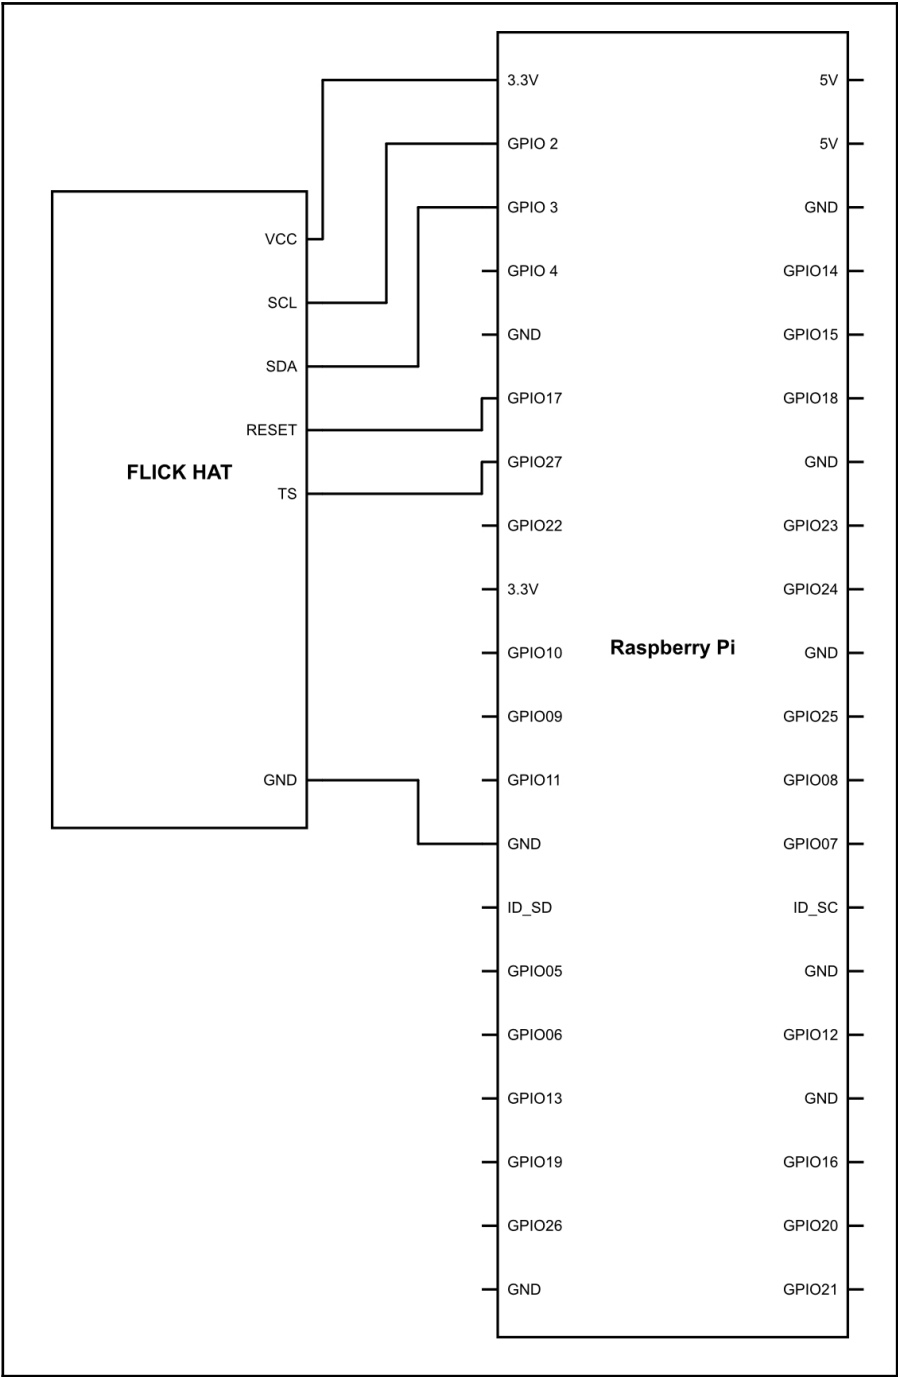 VCC
SCL
SDA
RESET
FLICK HAT
TS
GND
3.3V
5V
GPIO 2
5V
GPIO 3
GND
GPIO 4
GPIO14
GND
GPIO15
GPIO17
GPIO18
GPIO27
GND
GPIO22
GPIO23
3.3V
GPIO24
Raspberry Pi
GPIO10
GND
GPIO09
GPIO25
GPIO11
GPIO08
GND
GPIO07
ID_SD
ID_SC
GPIO05
GND
GPIO06
GPIO12
GPIO13
GND
GPIO19
GPIO16
GPIO26
GPIO20
GND
GPIO21